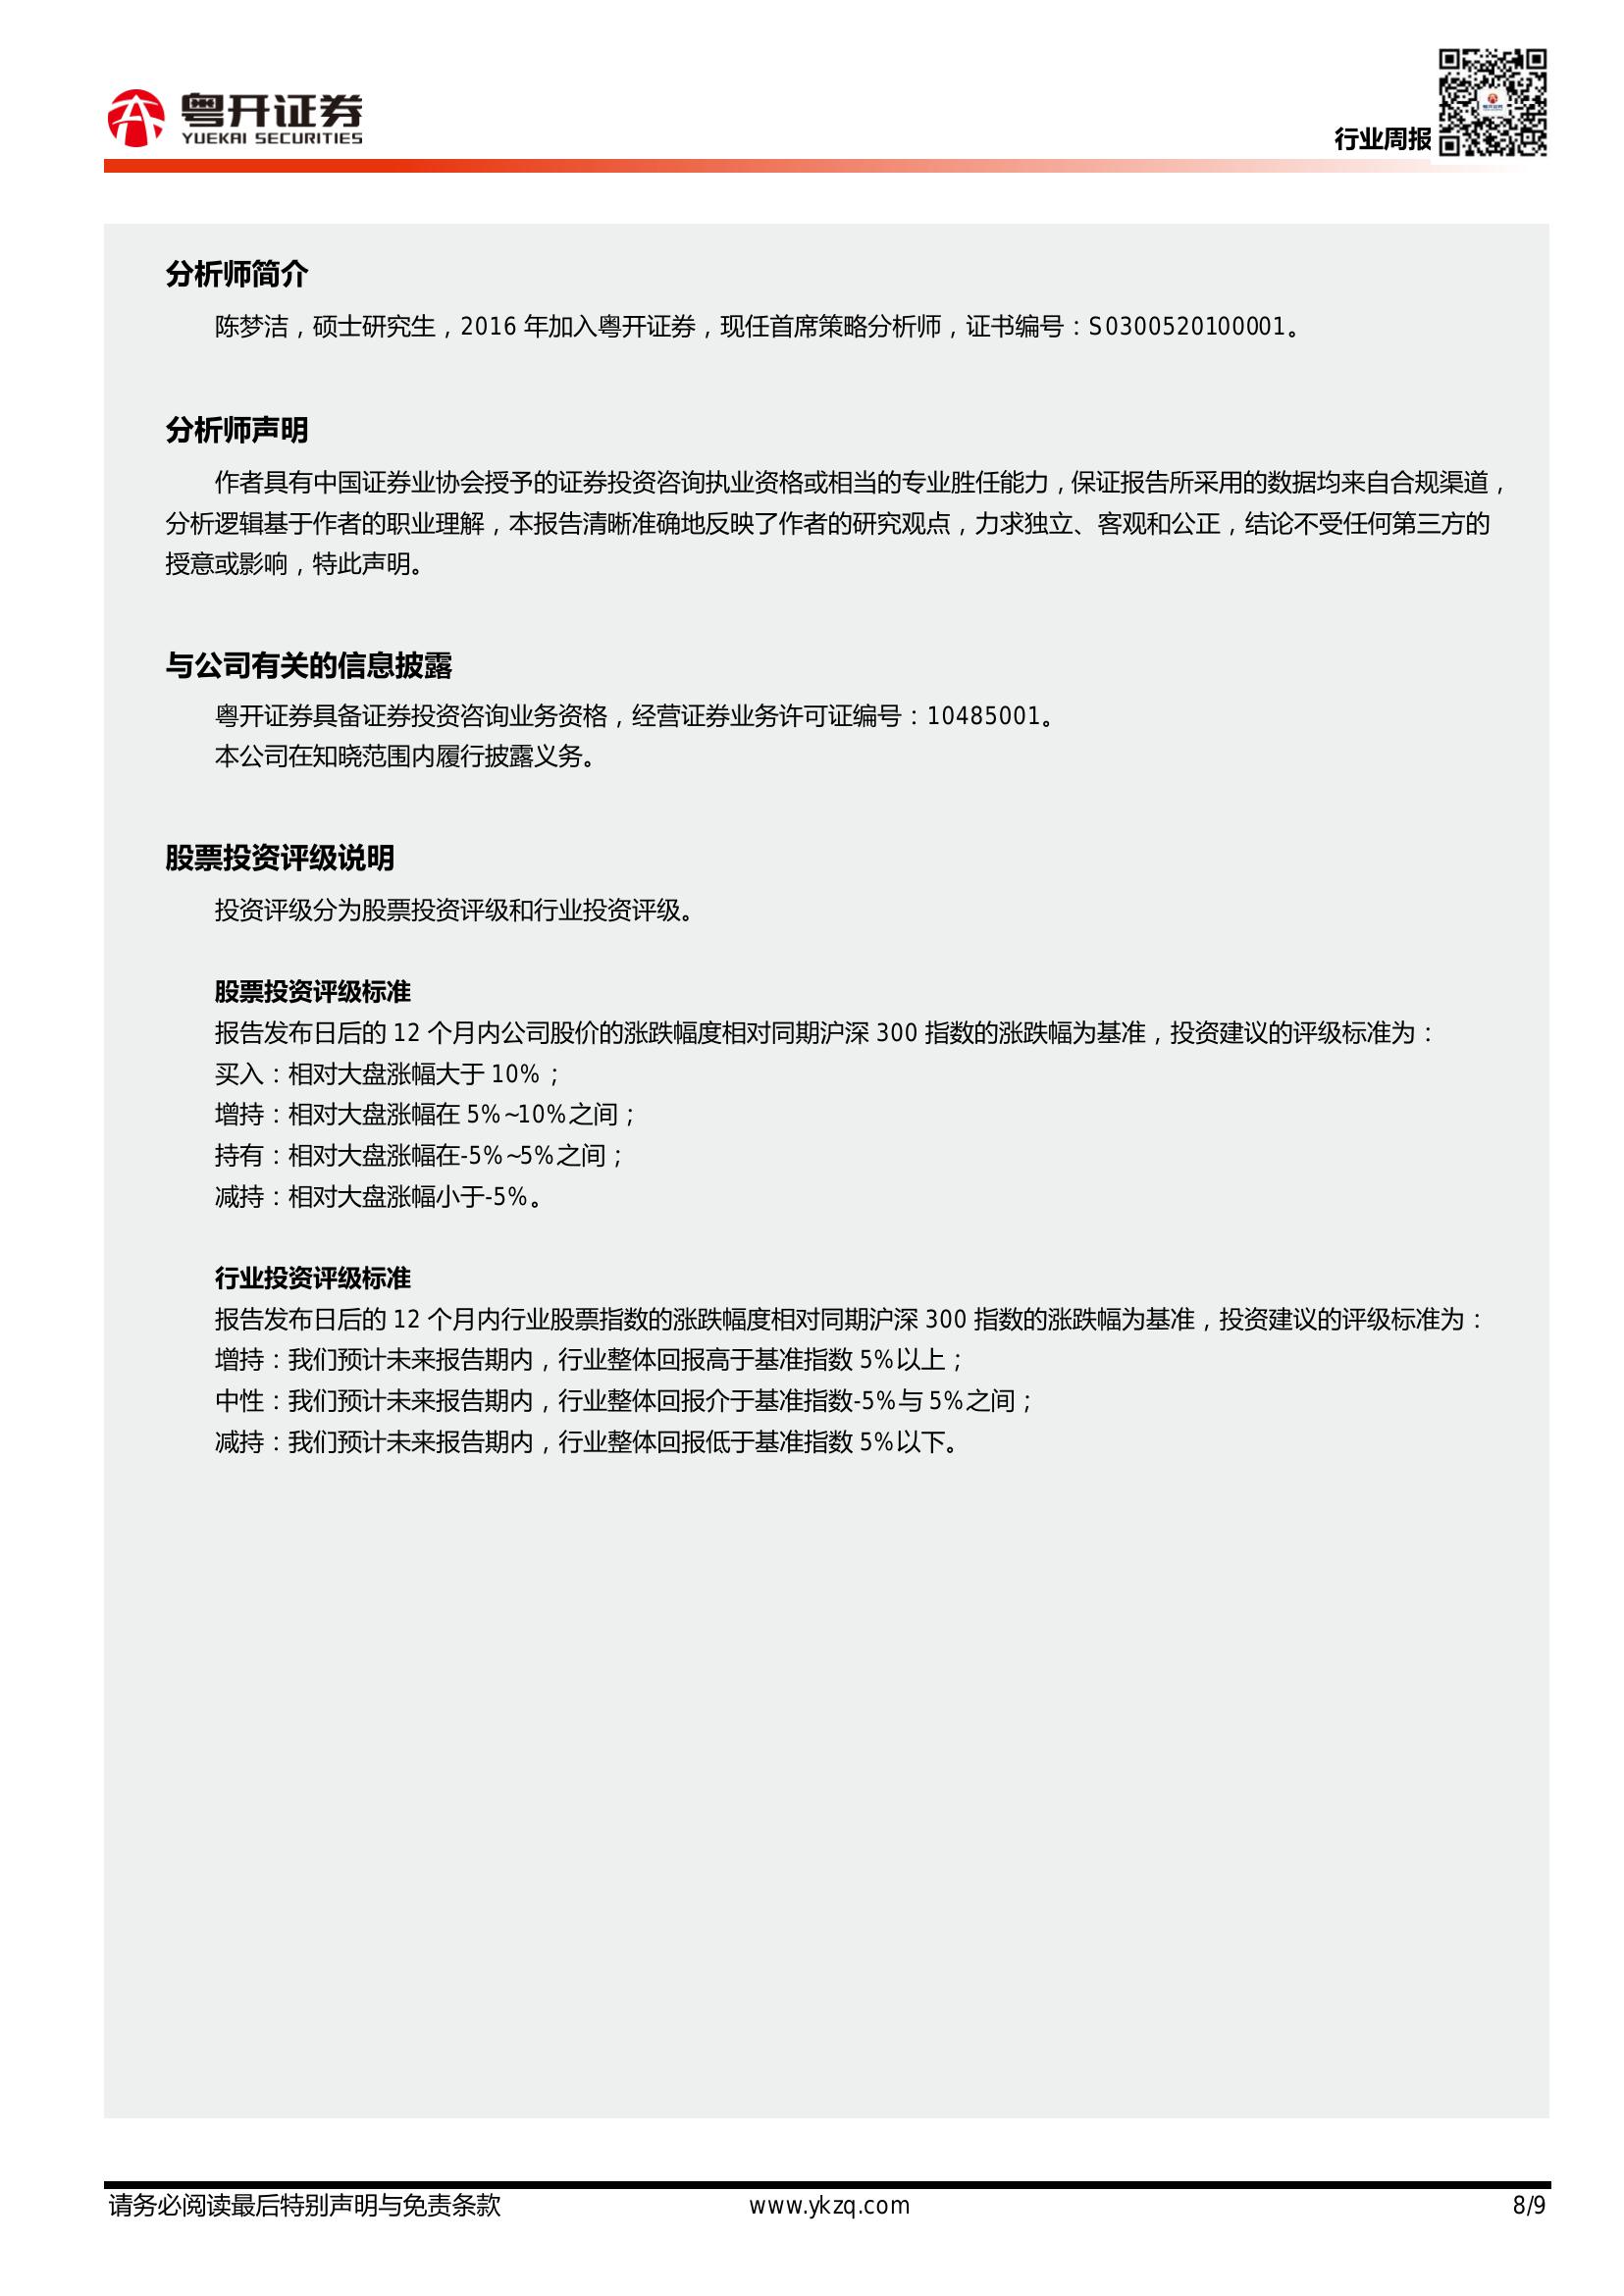 粤开证券
YUEKAI SECURITIES
行业周报
分析师简介
陈梦洁，硕士研究生，2016 年加入粤开证券，现任首席策略分析师，证书编号：S0300520100001。
分析师声明
作者具有中国证券业协会授予的证券投资咨询执业资格或相当的专业胜任能力，保证报告所采用的数据均来自合规渠道，
分析逻辑基于作者的职业理解，本报告清晰准确地反映了作者的研究观点，力求独立、客观和公正，结论不受任何第三方的
授意或影响，特此声明。
与公司有关的信息披露
粤开证券具备证券投资咨询业务资格，经营证券业务许可证编号：10485001。
本公司在知晓范围内履行披露义务。
股票投资评级说明
投资评级分为股票投资评级和行业投资评级。
股票投资评级标准
报告发布日后的 12 个月内公司股价的涨跌幅度相对同期沪深 300 指数的涨跌幅为基准，投资建议的评级标准为：
买入：相对大盘涨幅大于 10%；
增持：相对大盘涨幅在 5%~10%之间；
持有：相对大盘涨幅在-5%~5%之间；
减持：相对大盘涨幅小于-5%。
行业投资评级标准
报告发布日后的 12 个月内行业股票指数的涨跌幅度相对同期沪深 300 指数的涨跌幅为基准，投资建议的评级标准为：
增持：我们预计未来报告期内，行业整体回报高于基准指数 5%以上；
中性：我们预计未来报告期内，行业整体回报介于基准指数-5%与 5%之间；
减持：我们预计未来报告期内，行业整体回报低于基准指数 5%以下。
请务必阅读最后特别声明与免责条款
www.ykzq.com
8/9